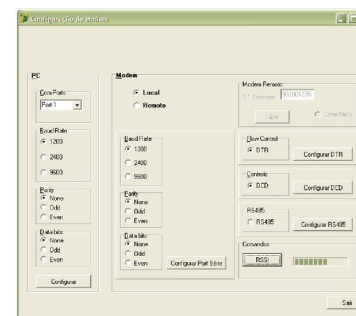 Configuração do Modem
PC
Com Ports
Port 1
Baud Rate
1200
2400
9600
Parity
None
Odd
Even
Data bits
None
Odd
Even
Configurar
Modem
Local
Remoto
Baud Rate
1200
2400
9600
Parity
None
Odd
Even
Data bits
None
Odd
Even
Configurar Port Série
Modem Remoto
Ligar
Flow Control
DTR
Configurar DTR
Controlo
DCD
Configurar DCD
RS485
RS485
Configurar RS485
Comandos
RSSI
Sair